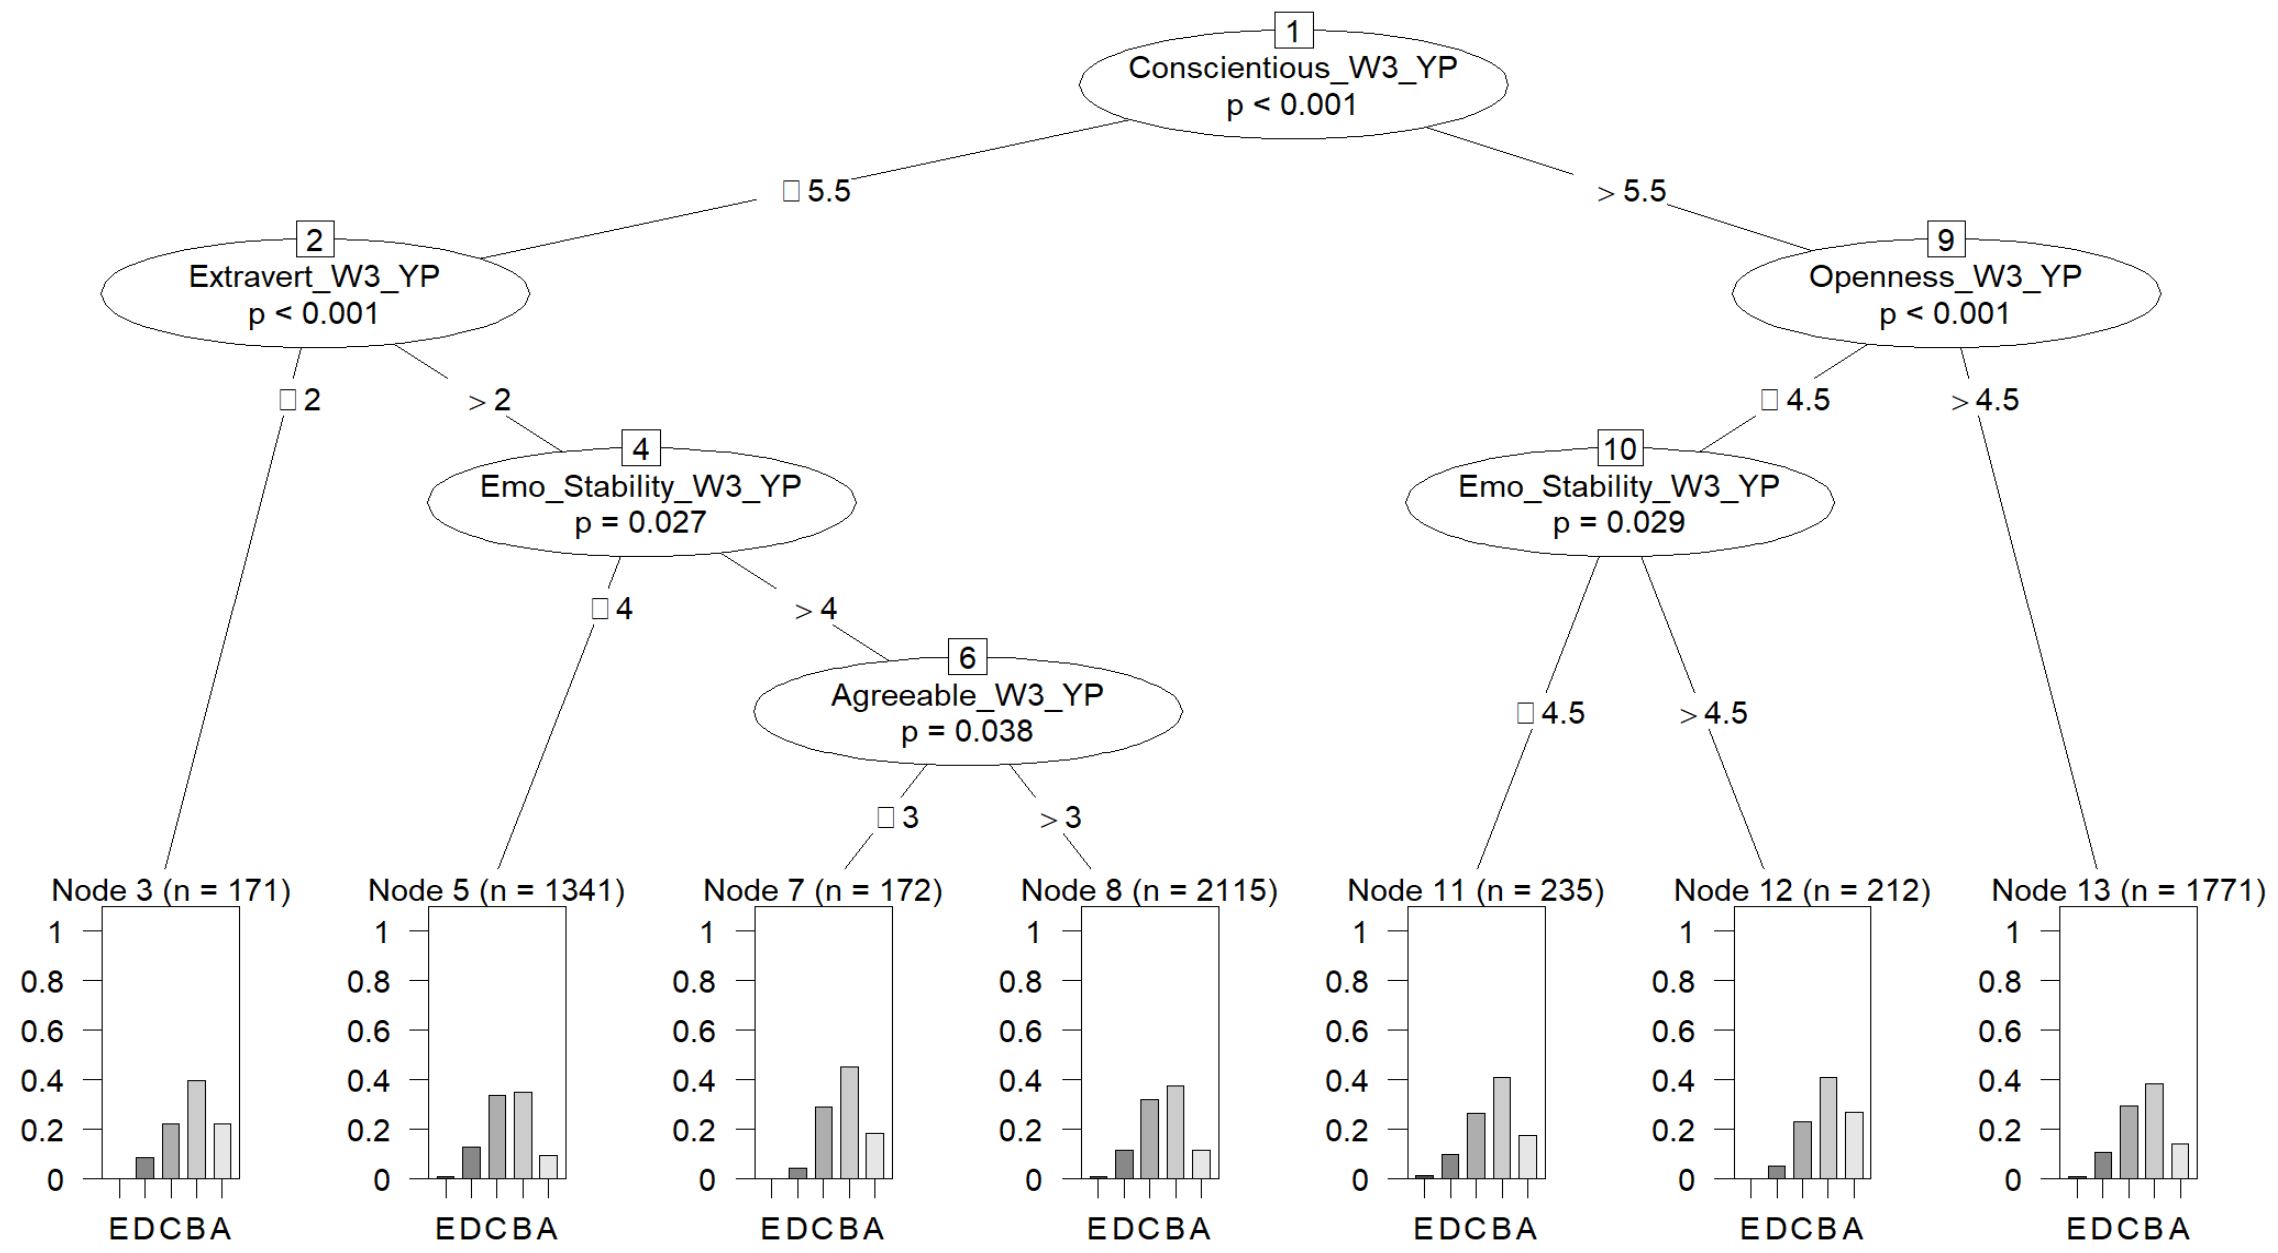 1
Conscientious_W3_YP
p < 0.001
□ 5.5
> 5.5
2
Extravert_W3_YP
p < 0.001
9
Openness_W3_YP
p < 0.001
□ 2
> 2
□ 4.5
> 4.5
4
Emo_Stability_W3_YP
p = 0.027
10
Emo_Stability_W3_YP
p = 0.029
□ 4
> 4
6
Agreeable_W3_YP
p = 0.038
□ 4.5
> 4.5
□ 3
> 3
Node 3 (n = 171)
1
0.8
0.6
0.4
0.2
0
EDCBA
Node 5 (n = 1341)
1
0.8
0.6
0.4
0.2
0
EDCBA
Node 7 (n = 172)
1
0.8
0.6
0.4
0.2
0
EDCBA
Node 8 (n = 2115)
1
0.8
0.6
0.4
0.2
0
EDCBA
Node 11 (n = 235)
1
0.8
0.6
0.4
0.2
0
EDCBA
Node 12 (n = 212)
1
0.8
0.6
0.4
0.2
0
EDCBA
Node 13 (n = 1771)
1
0.8
0.6
0.4
0.2
0
EDCBA